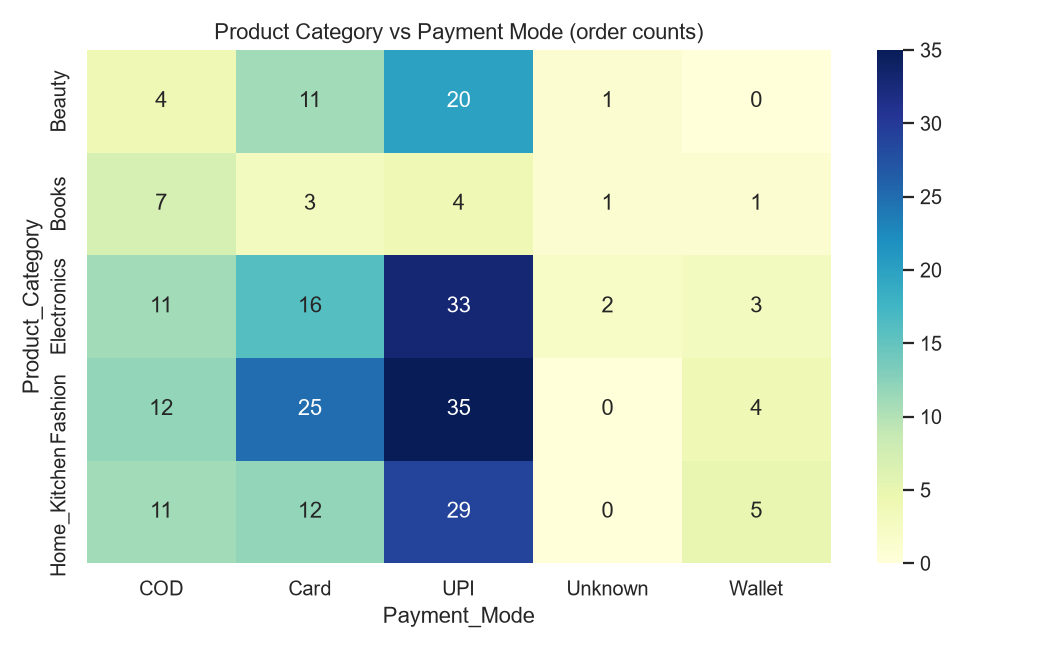 Product Category vs Payment Mode (order counts)
Product_Category
Beauty 4 11 20 1 0
Books 7 3 4 1 1
Electronics 11 16 33 2 3
Fashion 12 25 35 0 4
Home_Kitchen 11 12 29 0 5
COD Card UPI Unknown Wallet
Payment_Mode
35
30
25
20
15
10
5
0